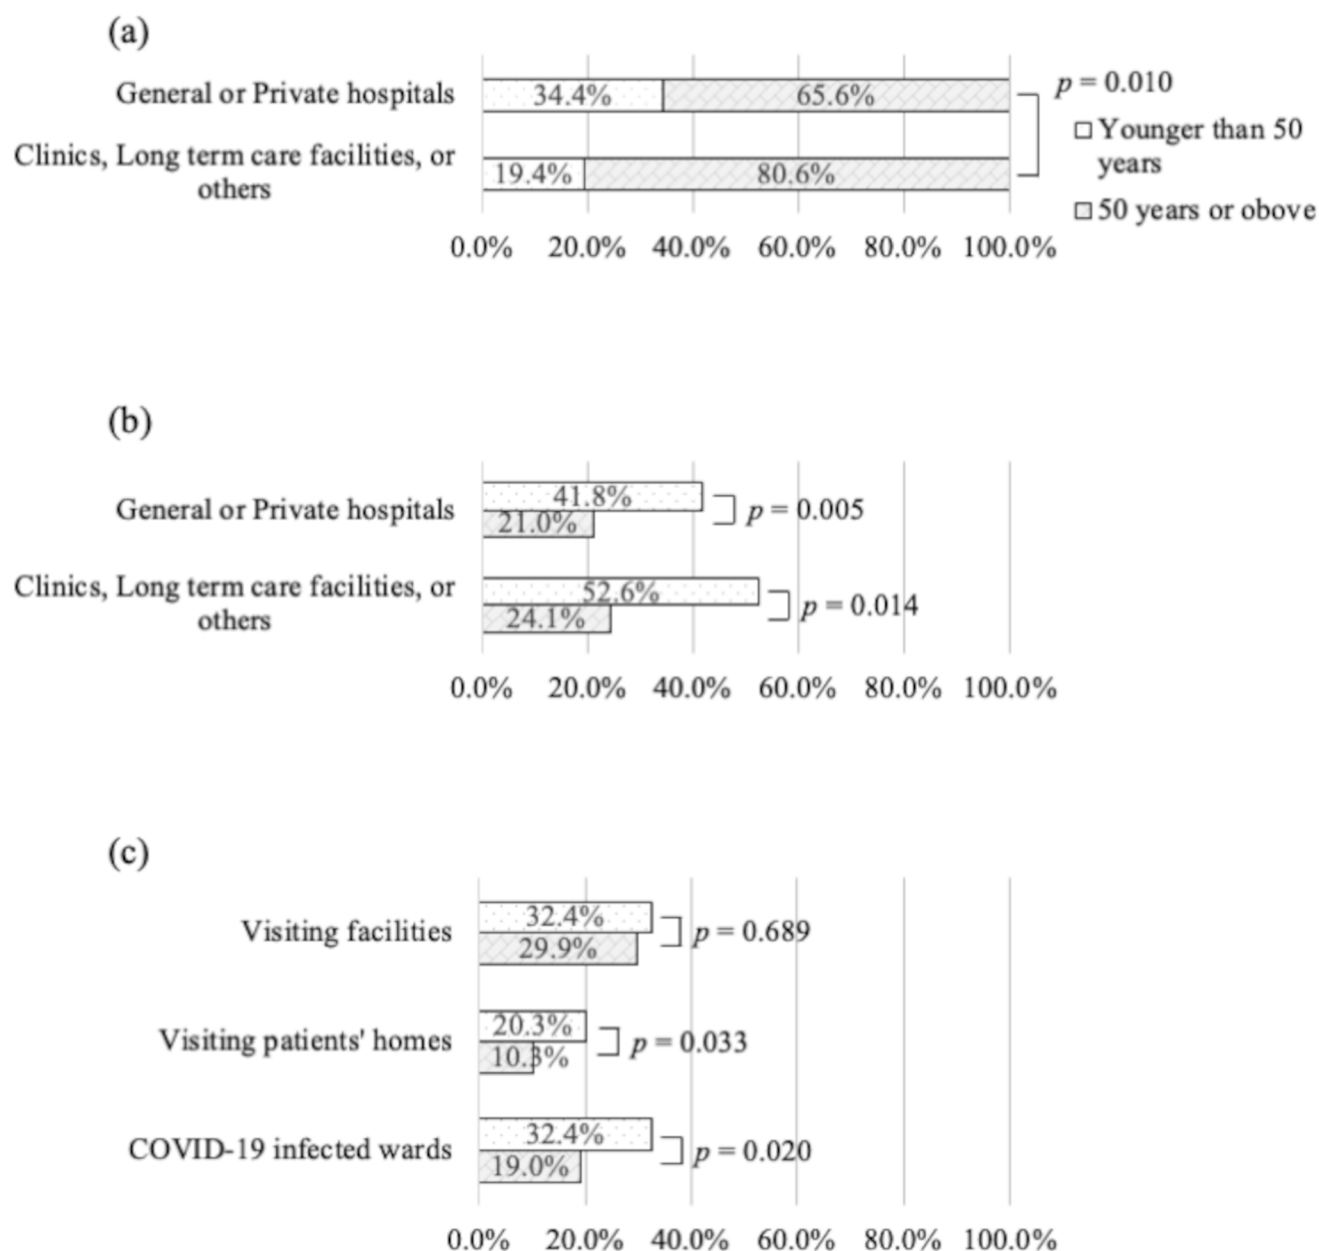 (a)
General or Private hospitals
34.4%
65.6%
p = 0.010
Clinics, Long term care facilities, or
others
19.4%
80.6%
Younger than 50
years
50 years or obove
0.0% 20.0% 40.0% 60.0% 80.0% 100.0%
(b)
General or Private hospitals
41.8%
21.0%
p = 0.005
Clinics, Long term care facilities, or
others
52.6%
24.1%
p = 0.014
0.0% 20.0% 40.0% 60.0% 80.0% 100.0%
(c)
Visiting facilities
32.4%
29.9%
p = 0.689
Visiting patients' homes
20.3%
10.3%
p = 0.033
COVID-19 infected wards
32.4%
19.0%
p = 0.020
0.0% 20.0% 40.0% 60.0% 80.0% 100.0%